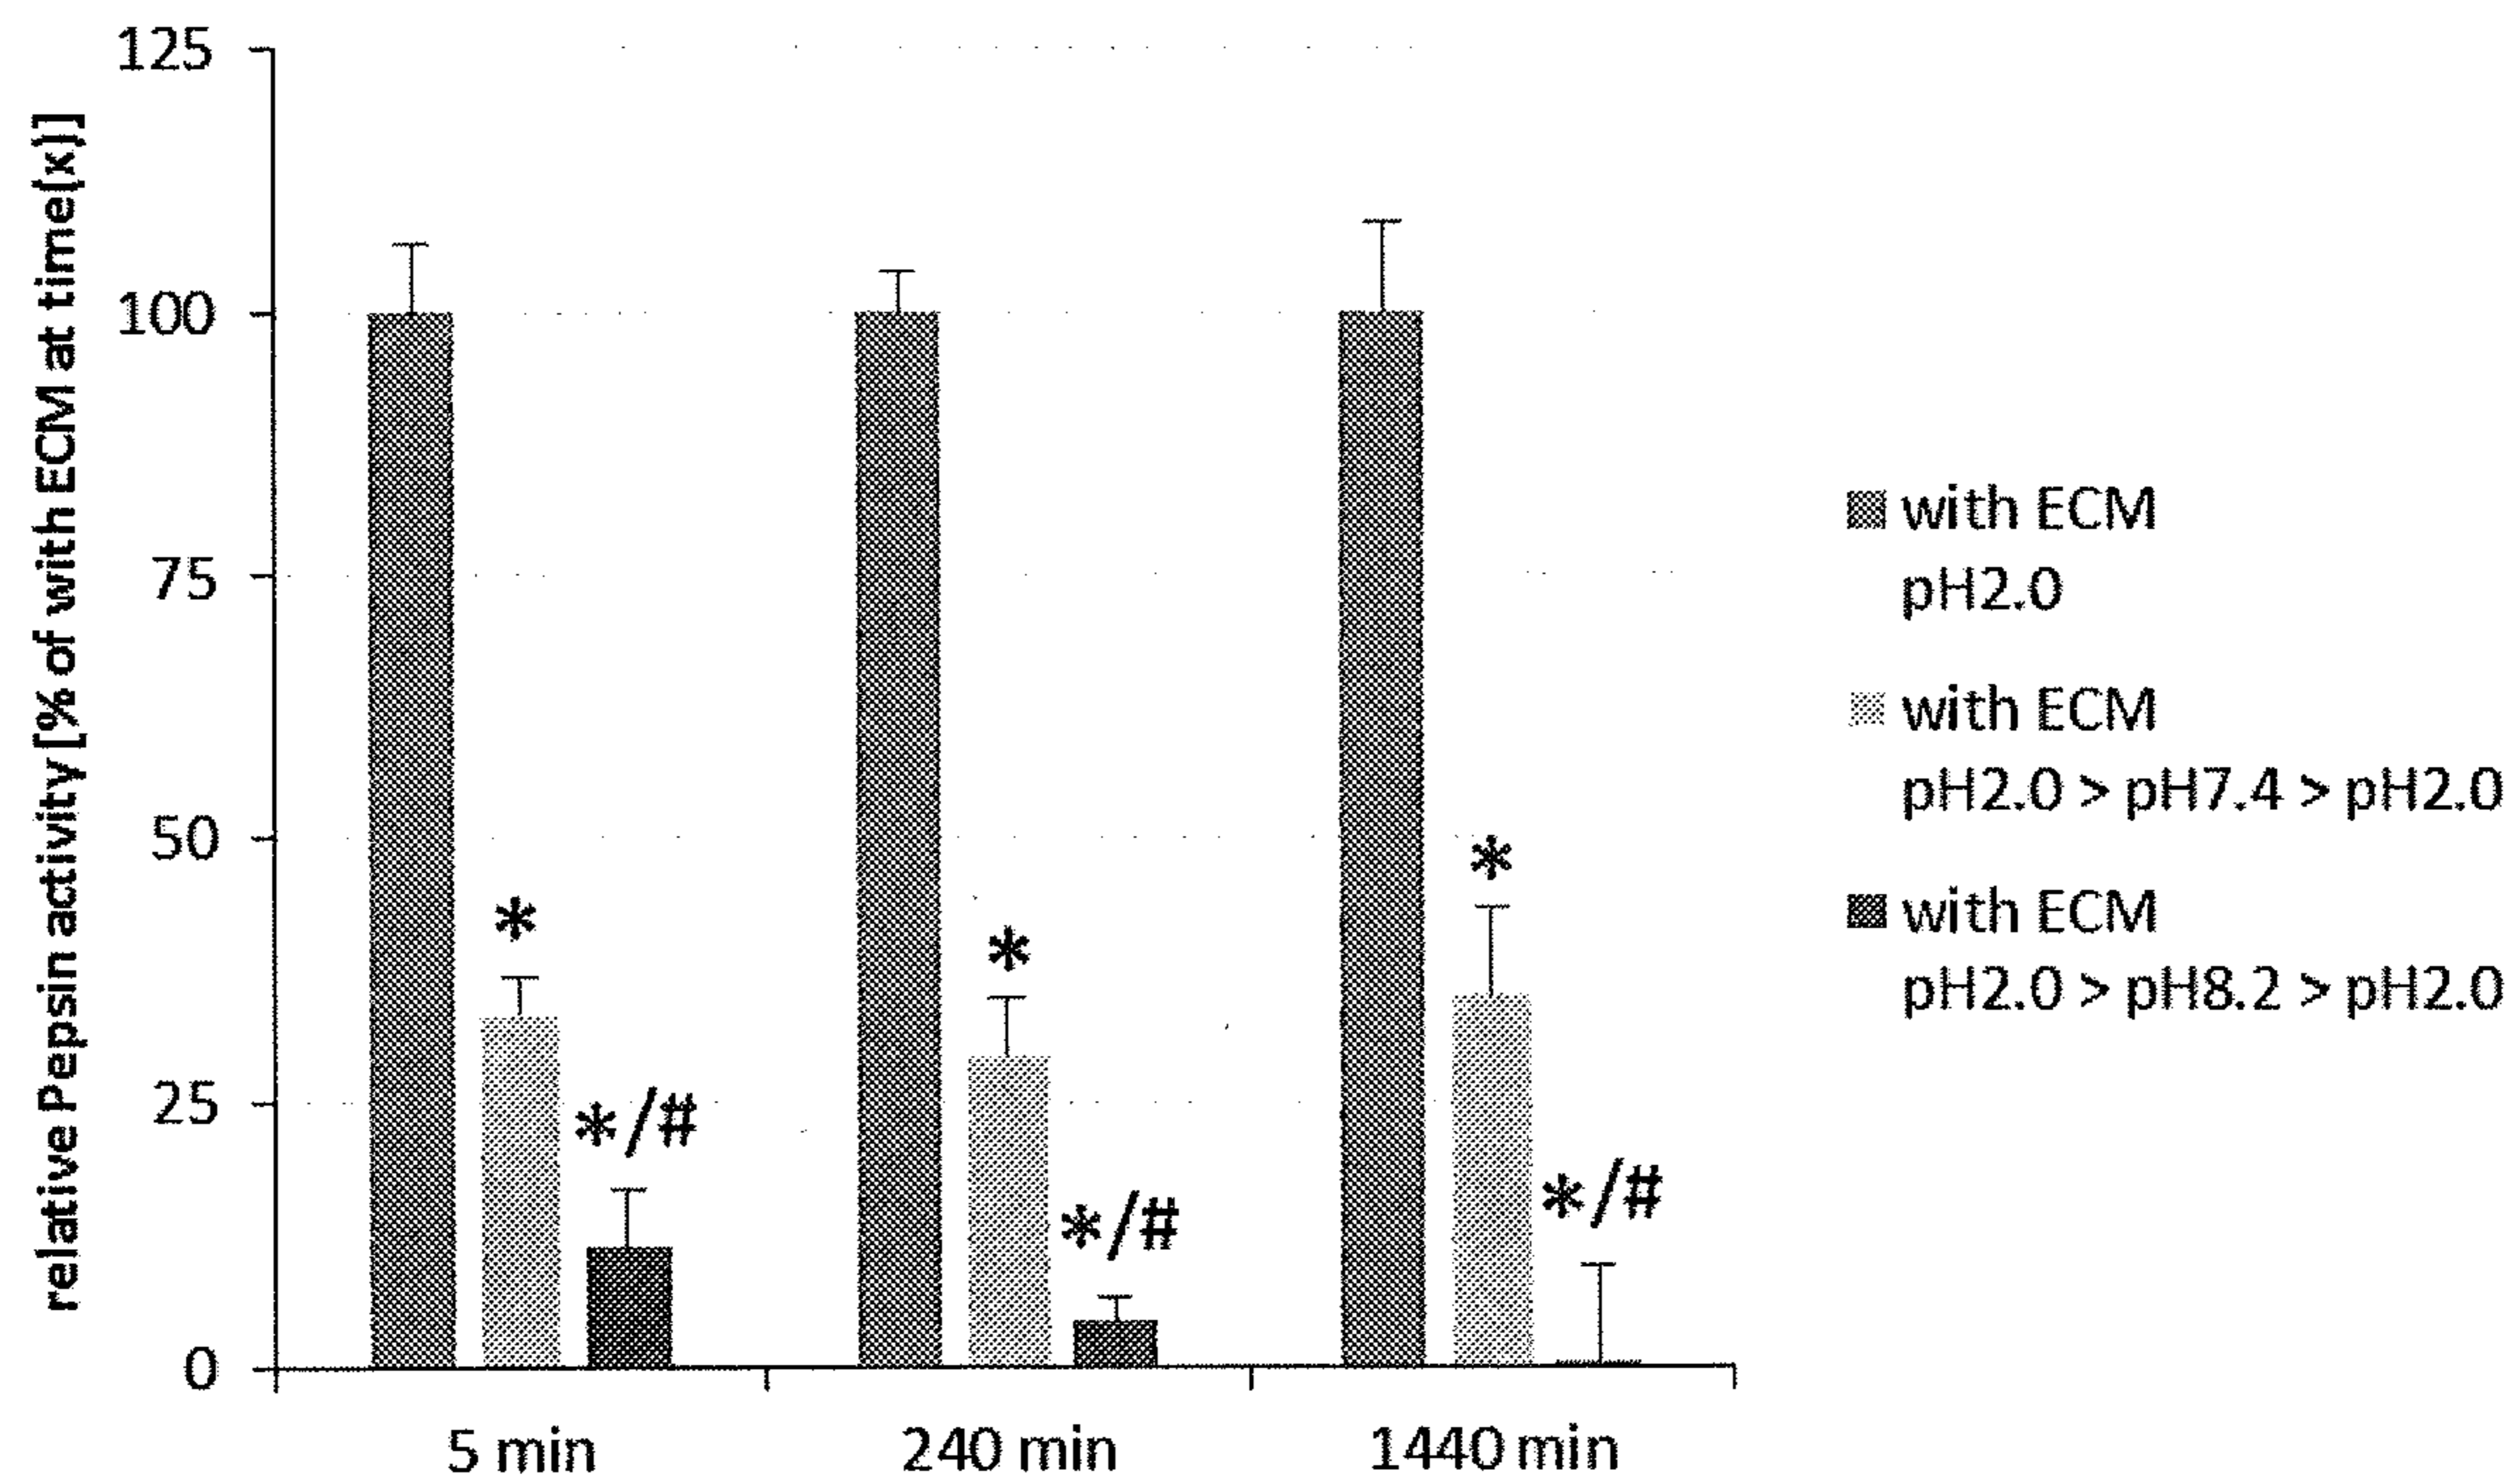 relative Pepsin activity [% of with ECM at time(x)]
125
100
75
50
25
0
*
*/#
*
*/#
*
*/#
5 min
240 min
1440 min
with ECM
pH2.0
with ECM
pH2.0 > pH7.4 > pH2.0
with ECM
pH2.0 > pH8.2 > pH2.0